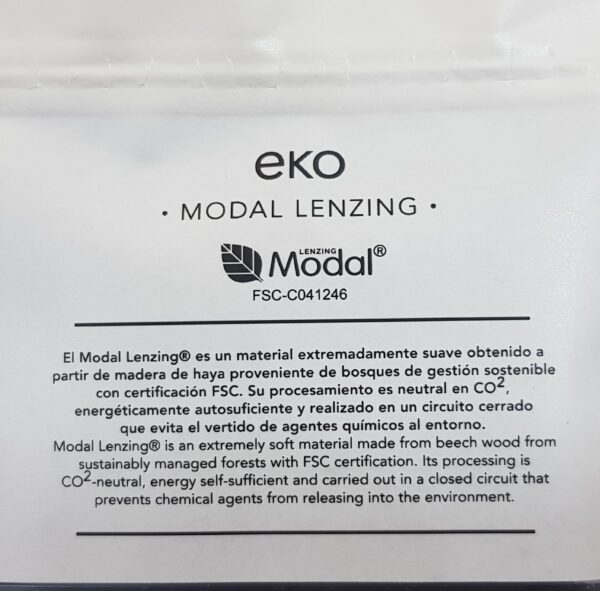 eko
· MODAL LENZING ·
LENZING
Modal®
FSC-C041246
El Modal Lenzing® es un material extremadamente suave obtenido a
partir de madera de haya proveniente de bosques de gestión sostenible
con certificación FSC. Su procesamiento es neutral en CO²,
energéticamente autosuficiente y realizado en un circuito cerrado
que evita el vertido de agentes químicos al entorno.
Modal Lenzing® is an extremely soft material made from beech wood from
sustainably managed forests with FSC certification. Its processing is
CO²-neutral, energy self-sufficient and carried out in a closed circuit that
prevents chemical agents from releasing into the environment.